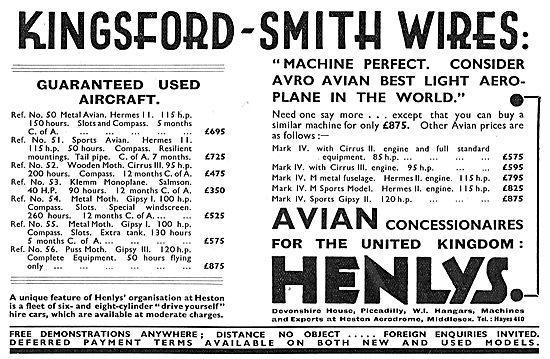 KINGSFORD-SMITH WIRES:
GUARANTEED USED
AIRCRAFT.
Ref. No. 50 Metal Avian. Hermes II. 115 h.p.
150 hours. Slots and Compass. 5 months
C. of A. ... ... ... ... ... £695
Ref. No. 51. Sports Avian. Hermes II.
115 h.p. 50 hours. Compass. Resilient
mountings. Tail pipe. C. of A. 7 months. £725
Ref. No. 52. Wooden Moth. Cirrus III. 95 h.p.
200 hours. Compass. 12 months C. of A. £475
Ref. No. 53. Klemm Monoplane. Salmson.
40 H.P. 90 hours. 12 months C. of A. £350
Ref. No. 54. Metal Moth. Gipsy I. 100 h.p.
Compass. Slots. Special windscreen.
260 hours. 12 months C. of A. ... ... £525
Ref. No. 55. Metal Moth. Gipsy I. 100 h.p.
Compass. Slots. Extra tank. 130 hours
5 months C. of A. ... ... ... ... £575
Ref. No. 56. Puss Moth. Gipsy III. 120 h.p.
Complete Equipment. 50 hours flying
only ... ... ... ... ... ... £875
A unique feature of Henlys' organisation at Heston
is a fleet of six- and eight-cylinder "drive yourself"
hire cars, which are available at moderate charges.
"MACHINE PERFECT. CONSIDER
AVRO AVIAN BEST LIGHT AERO-
PLANE IN THE WORLD."
Need one say more . . . except that you can buy a
similar machine for only £875. Other Avian prices are
as follows :—
Mark IV. with Cirrus II. engine and full standard
equipment. 85 h.p. ... ... ... ... £575
Mark IV. with Cirrus III. engine. 95 h.p. ... £595
Mark IV. M metal fuselage. Hermes II. engine. 115 h.p. £795
Mark IV. M Sports Model. Hermes II. engine. 115 h.p. £825
Mark IV. Sports Gipsy II. 120 h.p. ... ... ... £875
AVIAN CONCESSIONAIRES
FOR THE UNITED KINGDOM :
HENLYS.
Devonshire House, Piccadilly, W.I. Hangars, Machines
and Experts at Heston Aerodrome, Middlesex. Tel. : Hayes 410
FREE DEMONSTRATIONS ANYWHERE; DISTANCE NO OBJECT ..... FOREIGN ENQUIRIES INVITED.
DEFERRED PAYMENT TERMS AVAILABLE ON BOTH NEW AND USED MODELS.